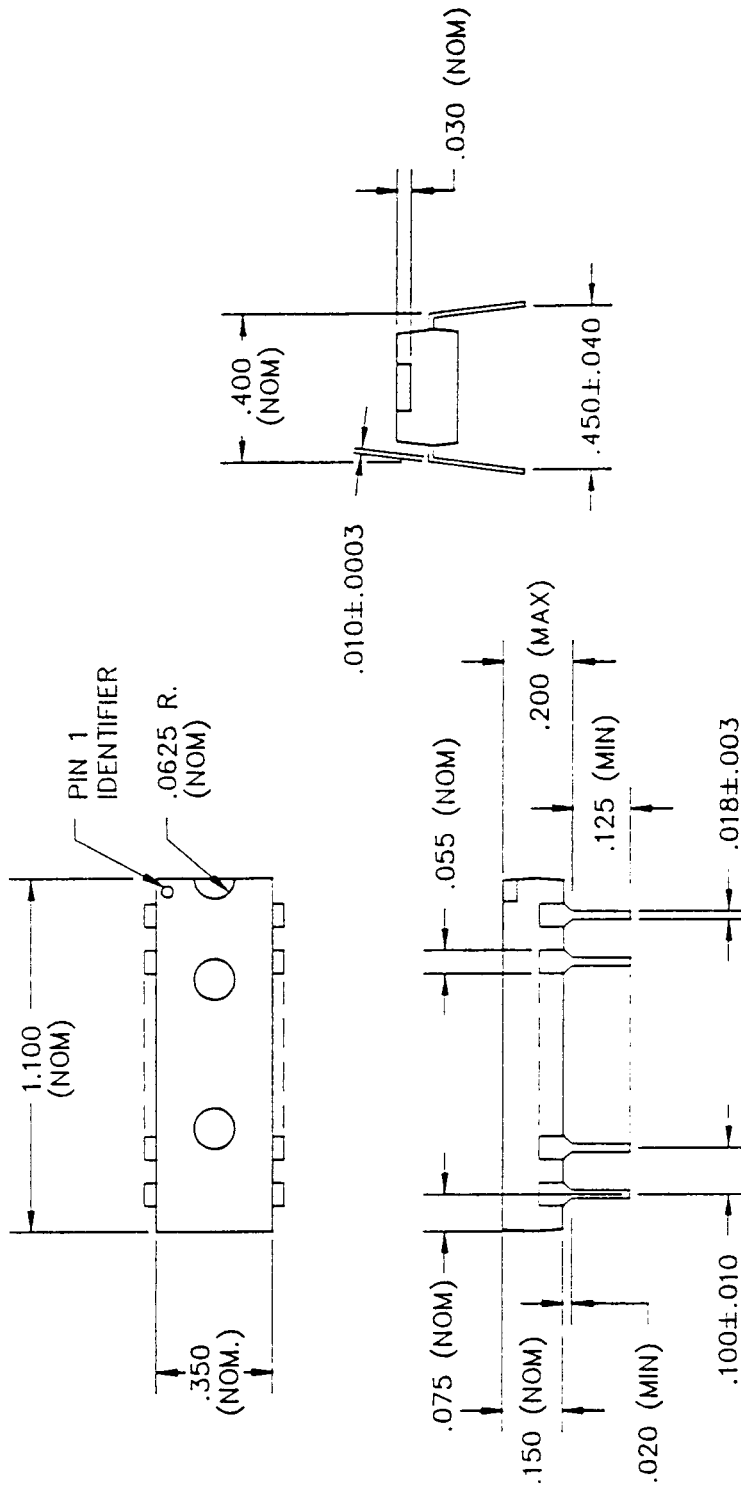 1.100
(NOM)
PIN 1
IDENTIFIER
.0625 R.
(NOM)
.350
(NOM.)
.400
(NOM)
.010±.0003
.030 (NOM)
.450±.040
.075 (NOM)
.150 (NOM)
.020 (MIN)
.100±.010
.055 (NOM)
.200 (MAX)
.125 (MIN)
.018±.003